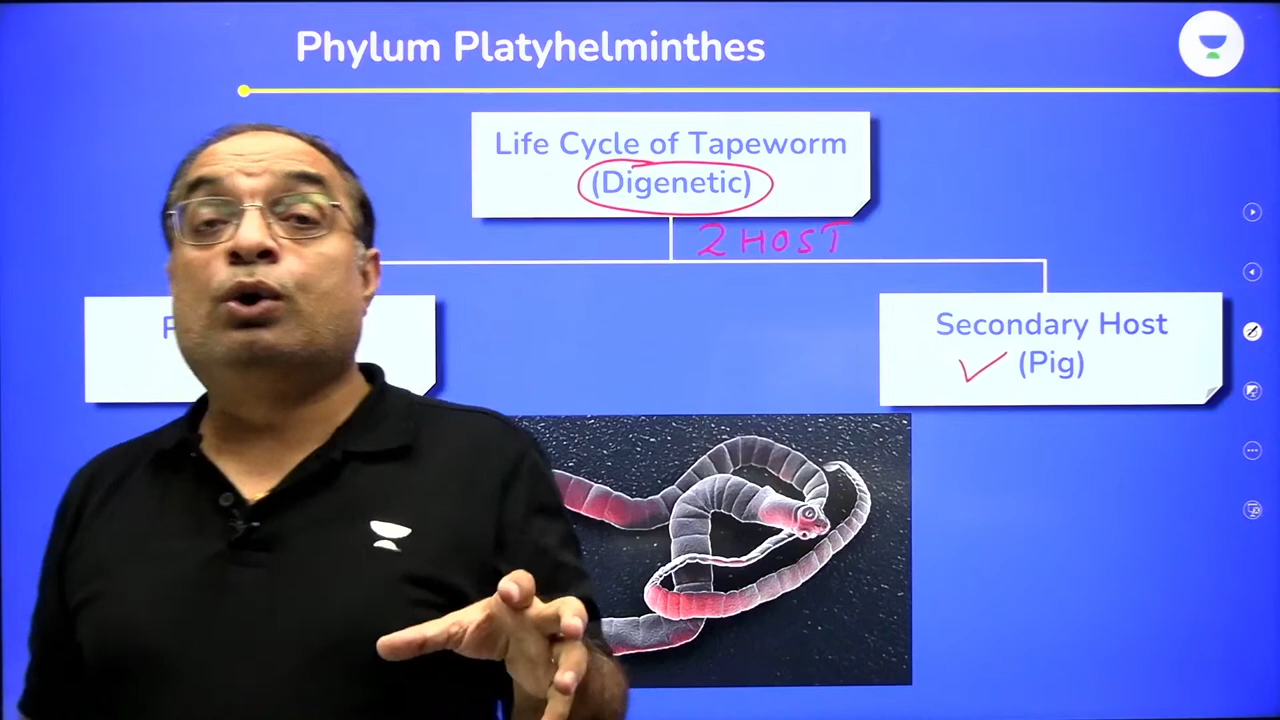 Phylum Platyhelminthes
Life Cycle of Tapeworm
(Digenetic)
2 HOST
Secondary Host
(Pig)